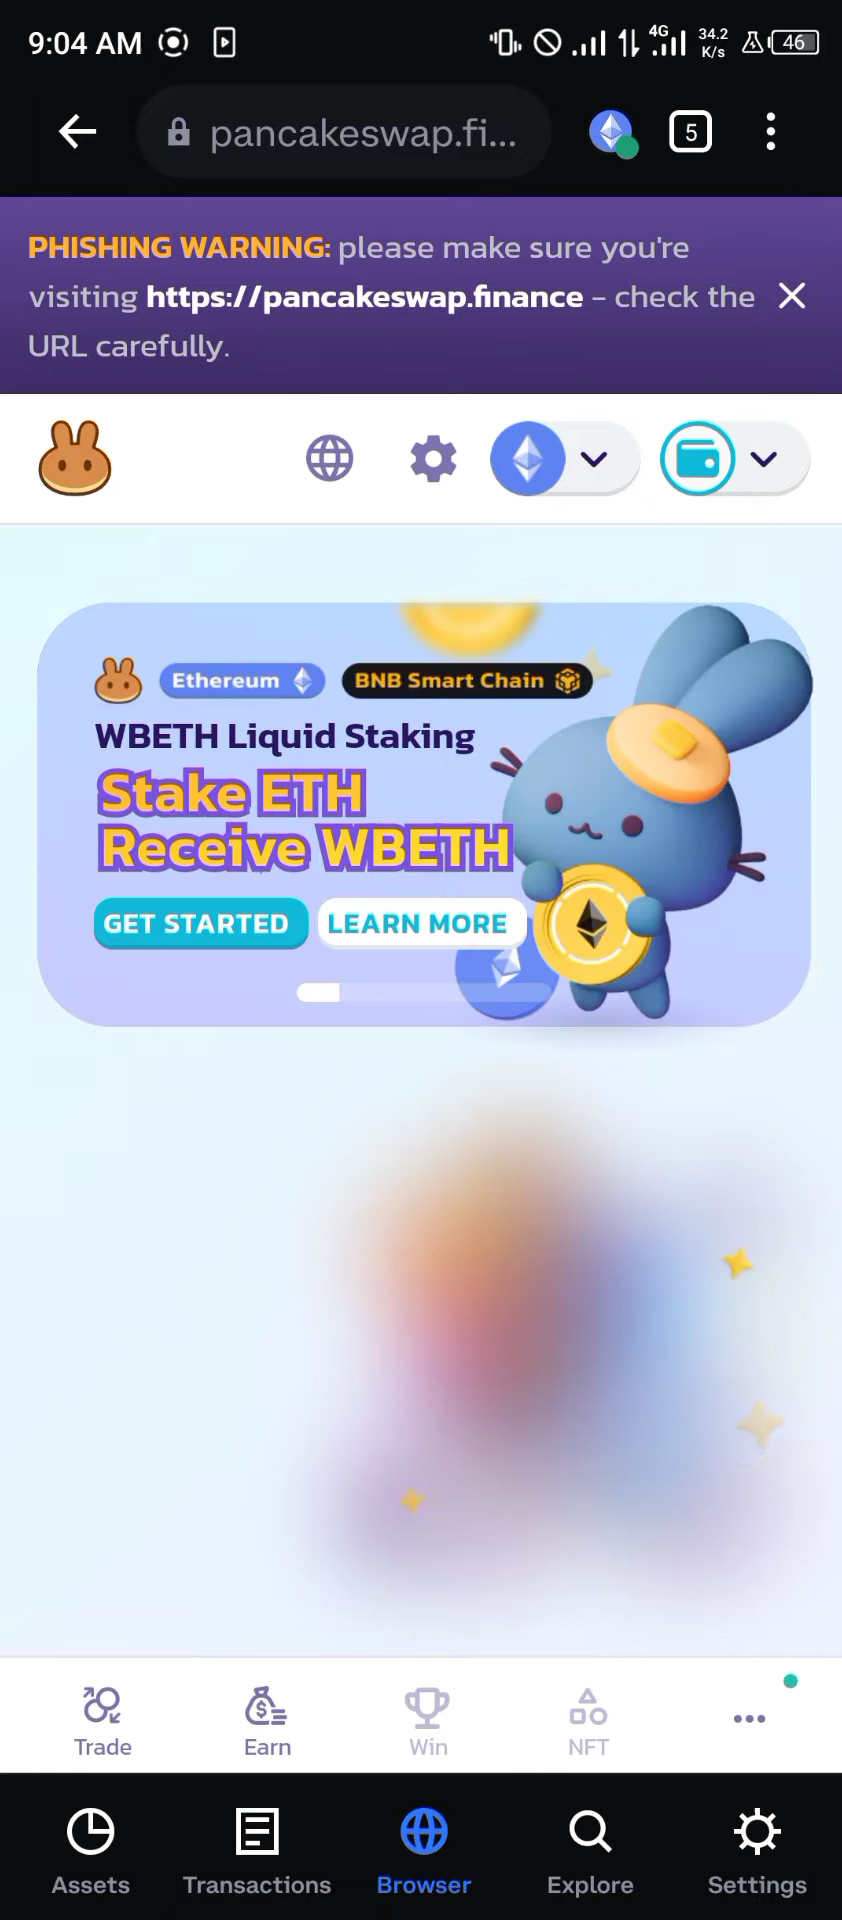 9:04 AM
4G
34.2
K/s
46
pancakeswap.fi...
5
PHISHING WARNING: please make sure you're
visiting https://pancakeswap.finance - check the
URL carefully.
Ethereum
BNB Smart Chain
WBETH Liquid Staking
Stake ETH
Receive WBETH
GET STARTED
LEARN MORE
Trade
Earn
Win
NFT
Assets
Transactions
Browser
Explore
Settings